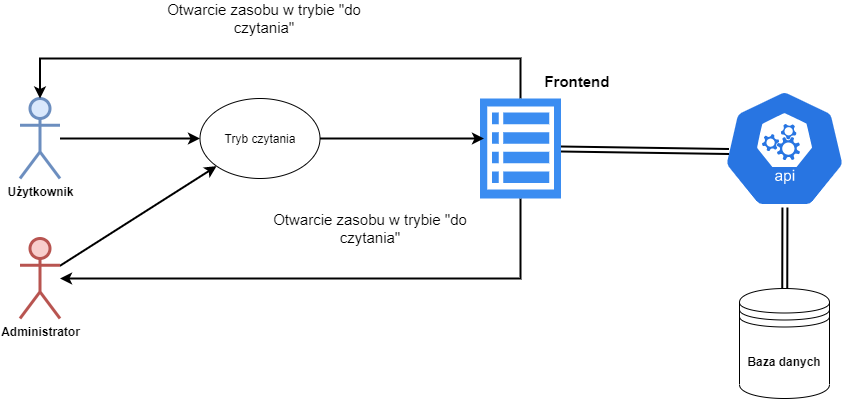 Otwarcie zasobu w trybie "do
czytania"
Frontend
Tryb czytania
api
Użytkownik
Otwarcie zasobu w trybie "do
czytania"
Administrator
Baza danych